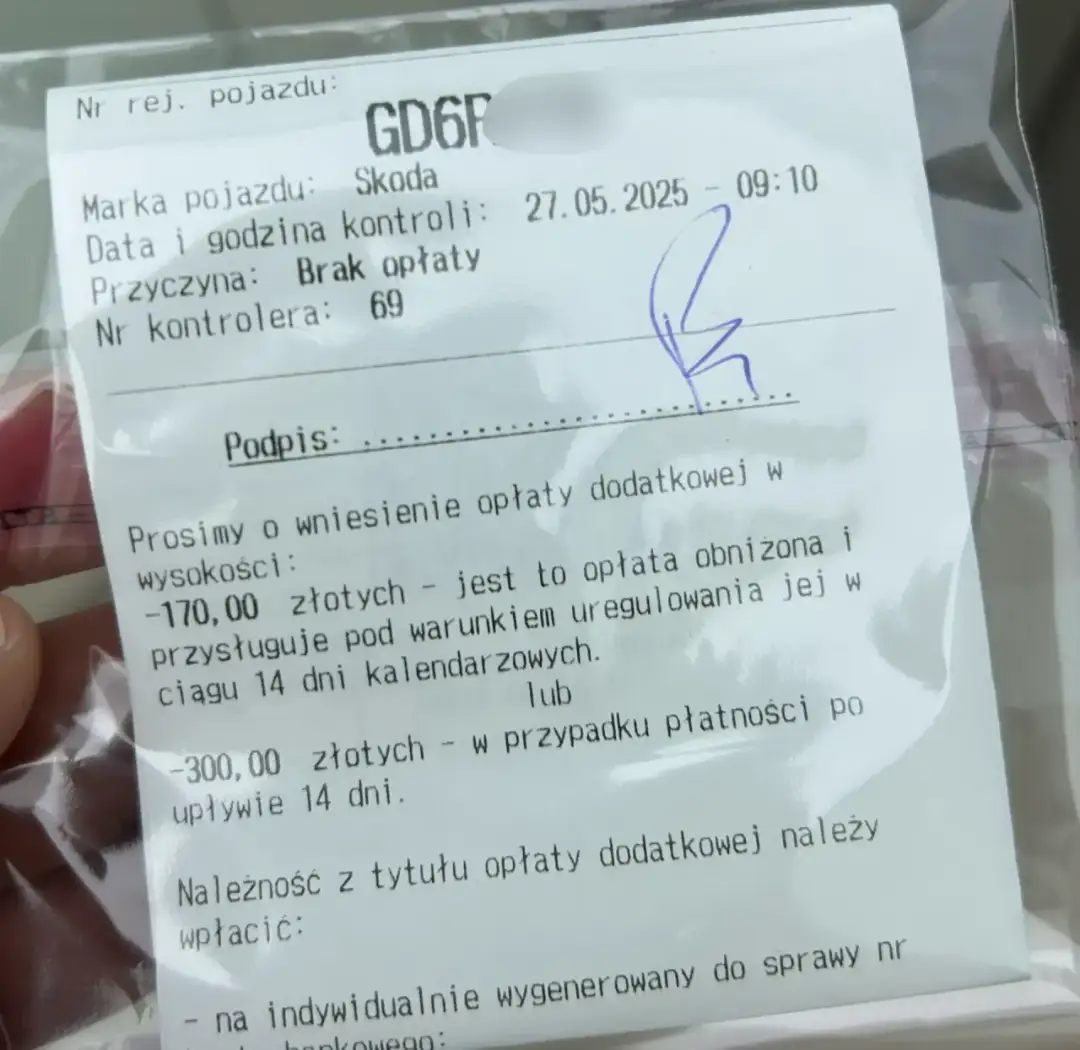 Nr rej. pojazdu:
GD6
Marka pojazdu: Skoda
Data i godzina kontroli: 27.05.2025 - 09:10
Przyczyna: Brak opłaty
Nr kontrolera: 69
Podpis: ..............................
Prosimy o wniesienie opłaty dodatkowej w
wysokości:
-170,00 złotych - jest to opłata obniżona i
przysługuje pod warunkiem uregulowania jej w
ciągu 14 dni kalendarzowych.
lub
-300,00 złotych - w przypadku płatności po
upływie 14 dni.
Należność z tytułu opłaty dodatkowej należy
wpłacić:
- na indywidualnie wygenerowany do sprawy nr
bankowego: